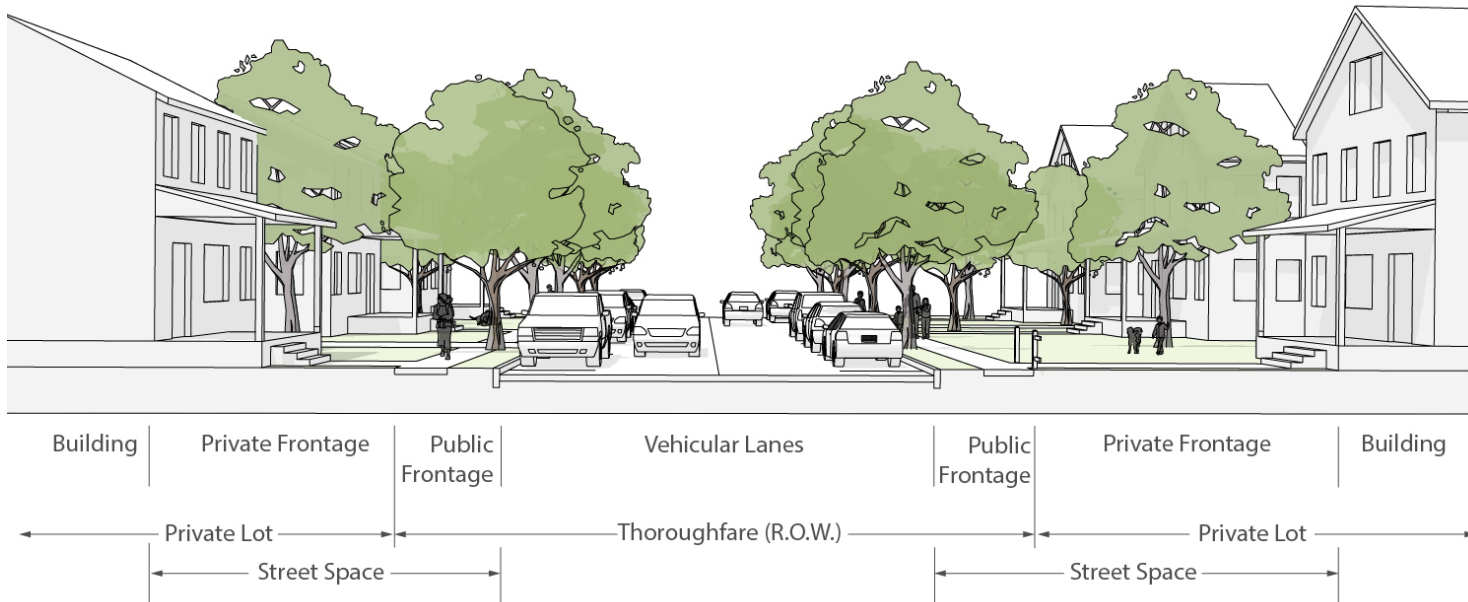 Building
Private Frontage
Public
Frontage
Vehicular Lanes
Public
Frontage
Private Frontage
Building
Private Lot
Thoroughfare (R.O.W.)
Private Lot
Street Space
Street Space